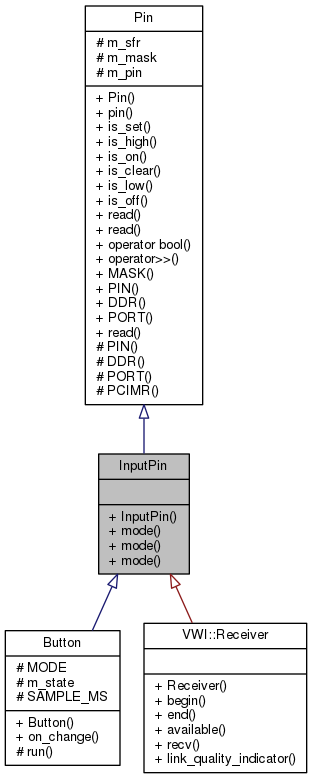 Pin
# m_sfr
# m_mask
# m_pin
+ Pin()
+ pin()
+ is_set()
+ is_high()
+ is_on()
+ is_clear()
+ is_low()
+ is_off()
+ read()
+ read()
+ operator bool()
+ operator>>()
+ MASK()
+ PIN()
+ DDR()
+ PORT()
+ read()
# PIN()
# DDR()
# PORT()
# PCIMR()
InputPin
+ InputPin()
+ mode()
+ mode()
+ mode()
Button
# MODE
# m_state
# SAMPLE_MS
+ Button()
+ on_change()
# run()
VWI::Receiver
+ Receiver()
+ begin()
+ end()
+ available()
+ recv()
+ link_quality_indicator()